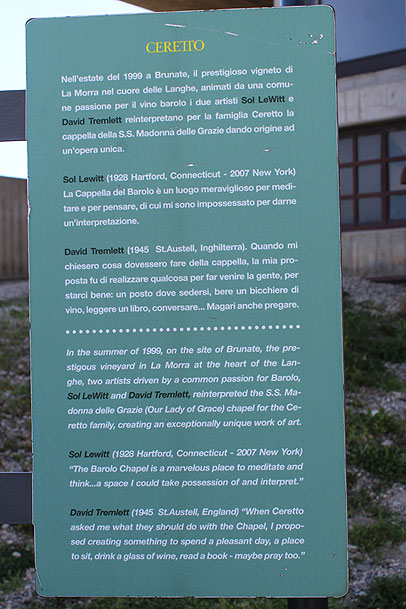 CERETTO
Nell'estate del 1999 a Brunate, il prestigioso vigneto di
La Morra nel cuore delle Langhe, animati da una comu-
ne passione per il vino barolo i due artisti Sol LeWitt e
David Tremlett reinterpretano per la famiglia Ceretto la
cappella della S.S. Madonna delle Grazie dando origine ad
un'opera unica.
Sol Lewitt (1928 Hartford, Connecticut - 2007 New York)
La Cappella del Barolo è un luogo meraviglioso per medi-
tare e per pensare, di cui mi sono impossessato per darne
un'interpretazione.
David Tremlett (1945 St.Austell, Inghilterra). Quando mi
chiesero cosa dovessero fare della cappella, la mia pro-
posta fu di realizzare qualcosa per far venire la gente, per
starci bene: un posto dove sedersi, bere un bicchiere di
vino, leggere un libro, conversare... Magari anche pregare.
In the summer of 1999, on the site of Brunate, the pre-
stigous vineyard in La Morra at the heart of the Lan-
ghe, two artists driven by a common passion for Barolo,
Sol LeWitt and David Tremlett, reinterpreted the S.S. Ma-
donna delle Grazie (Our Lady of Grace) chapel for the Ce-
retto family, creating an exceptionally unique work of art.
Sol Lewitt (1928 Hartford, Connecticut - 2007 New York)
“The Barolo Chapel is a marvelous place to meditate and
think...a space I could take possession of and interpret.”
David Tremlett (1945 St.Austell, England) “When Ceretto
asked me what they should do with the Chapel, I propo-
sed creating something to spend a pleasant day, a place
to sit, drink a glass of wine, read a book - maybe pray too.”